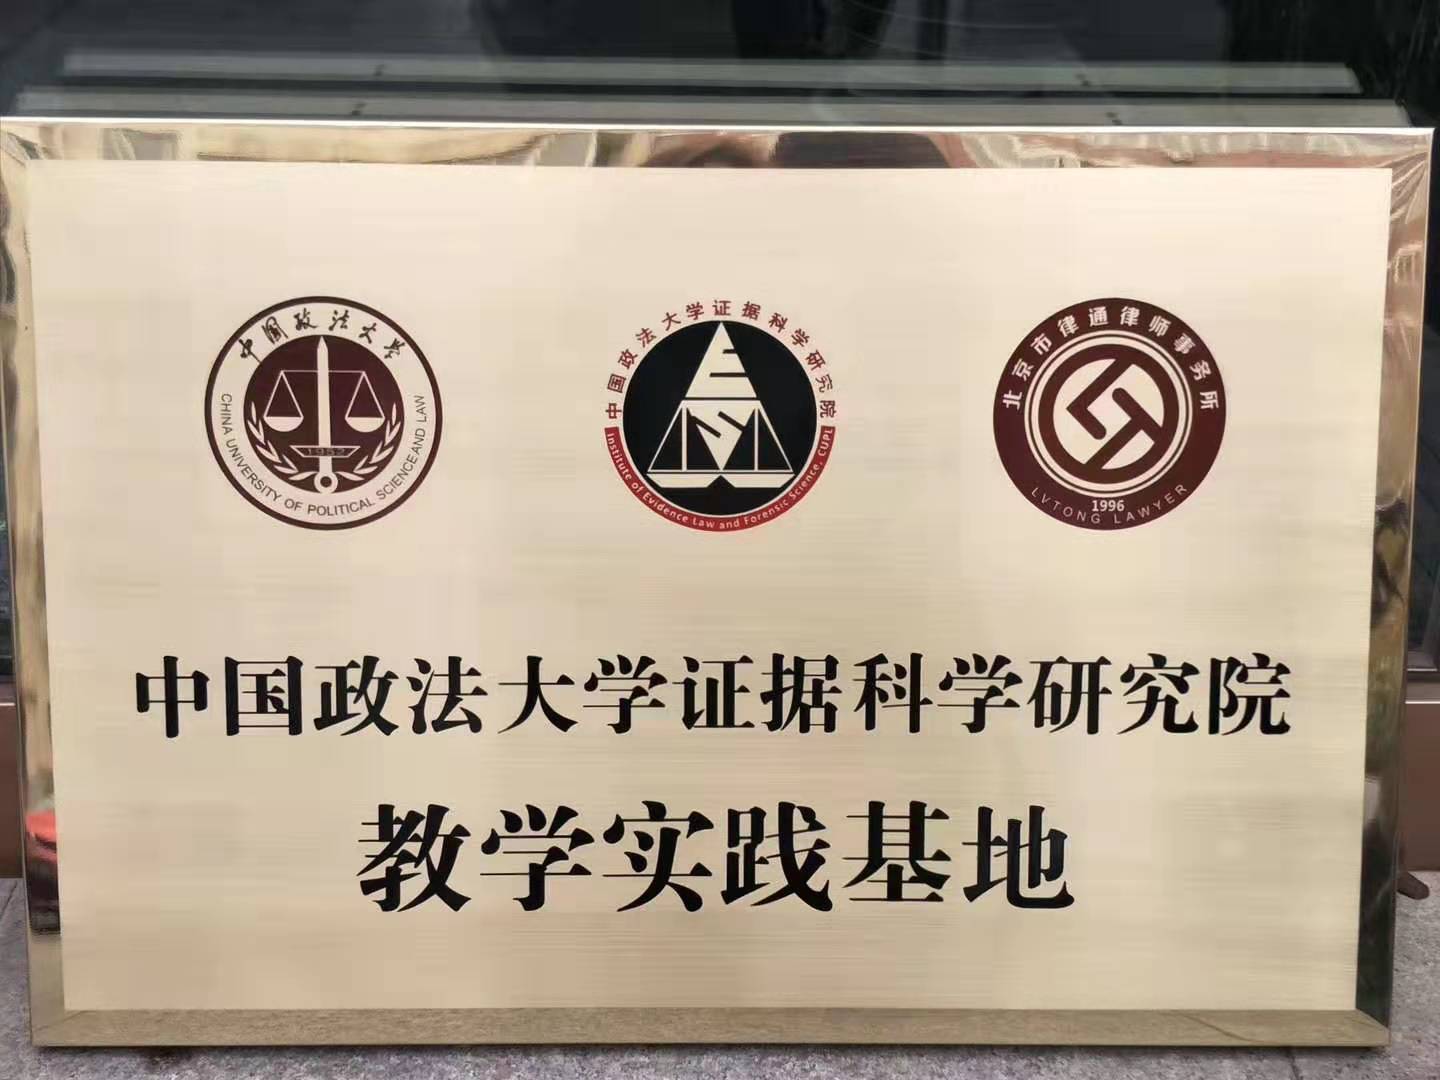 中国政法大学
CHINA UNIVERSITY OF POLITICAL SCIENCE AND LAW
1952
中国政法大学证据科学研究院
Institute of Evidence Law and Forensic Science, CUPL
北京市律通律师事务所
1996
LVTONG LAWYER
中国政法大学证据科学研究院
教学实践基地